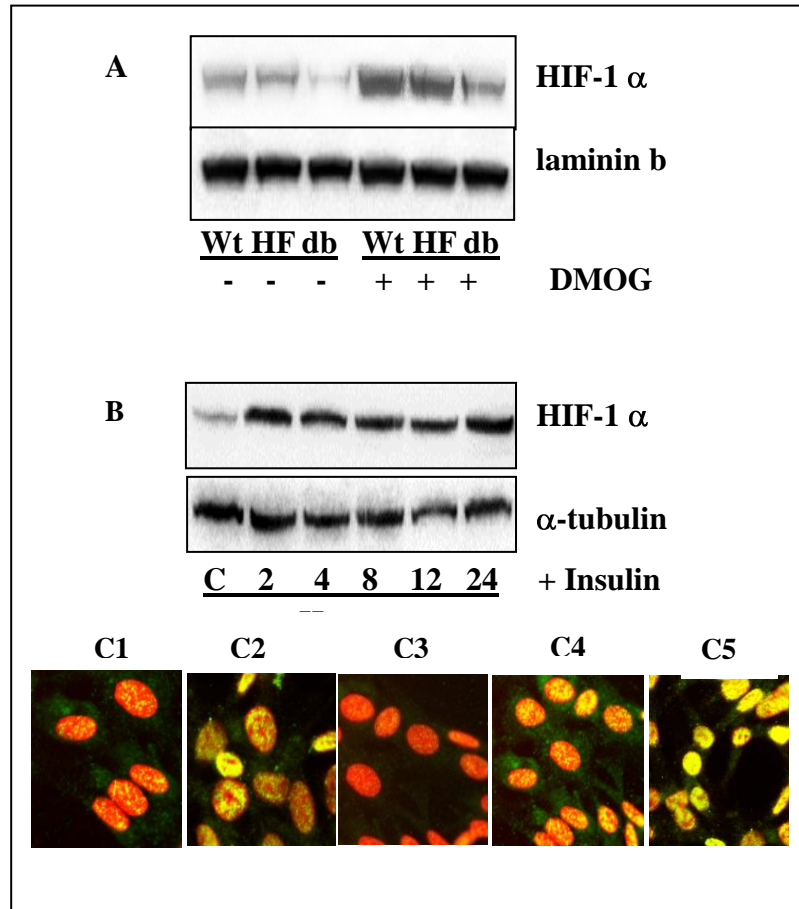 A
HIF-1 α
laminin b
Wt HF db Wt HF db
- - - + + + DMOG
B
HIF-1 α
α-tubulin
C 2 4 8 12 24 + Insulin
C1 C2 C3 C4 C5